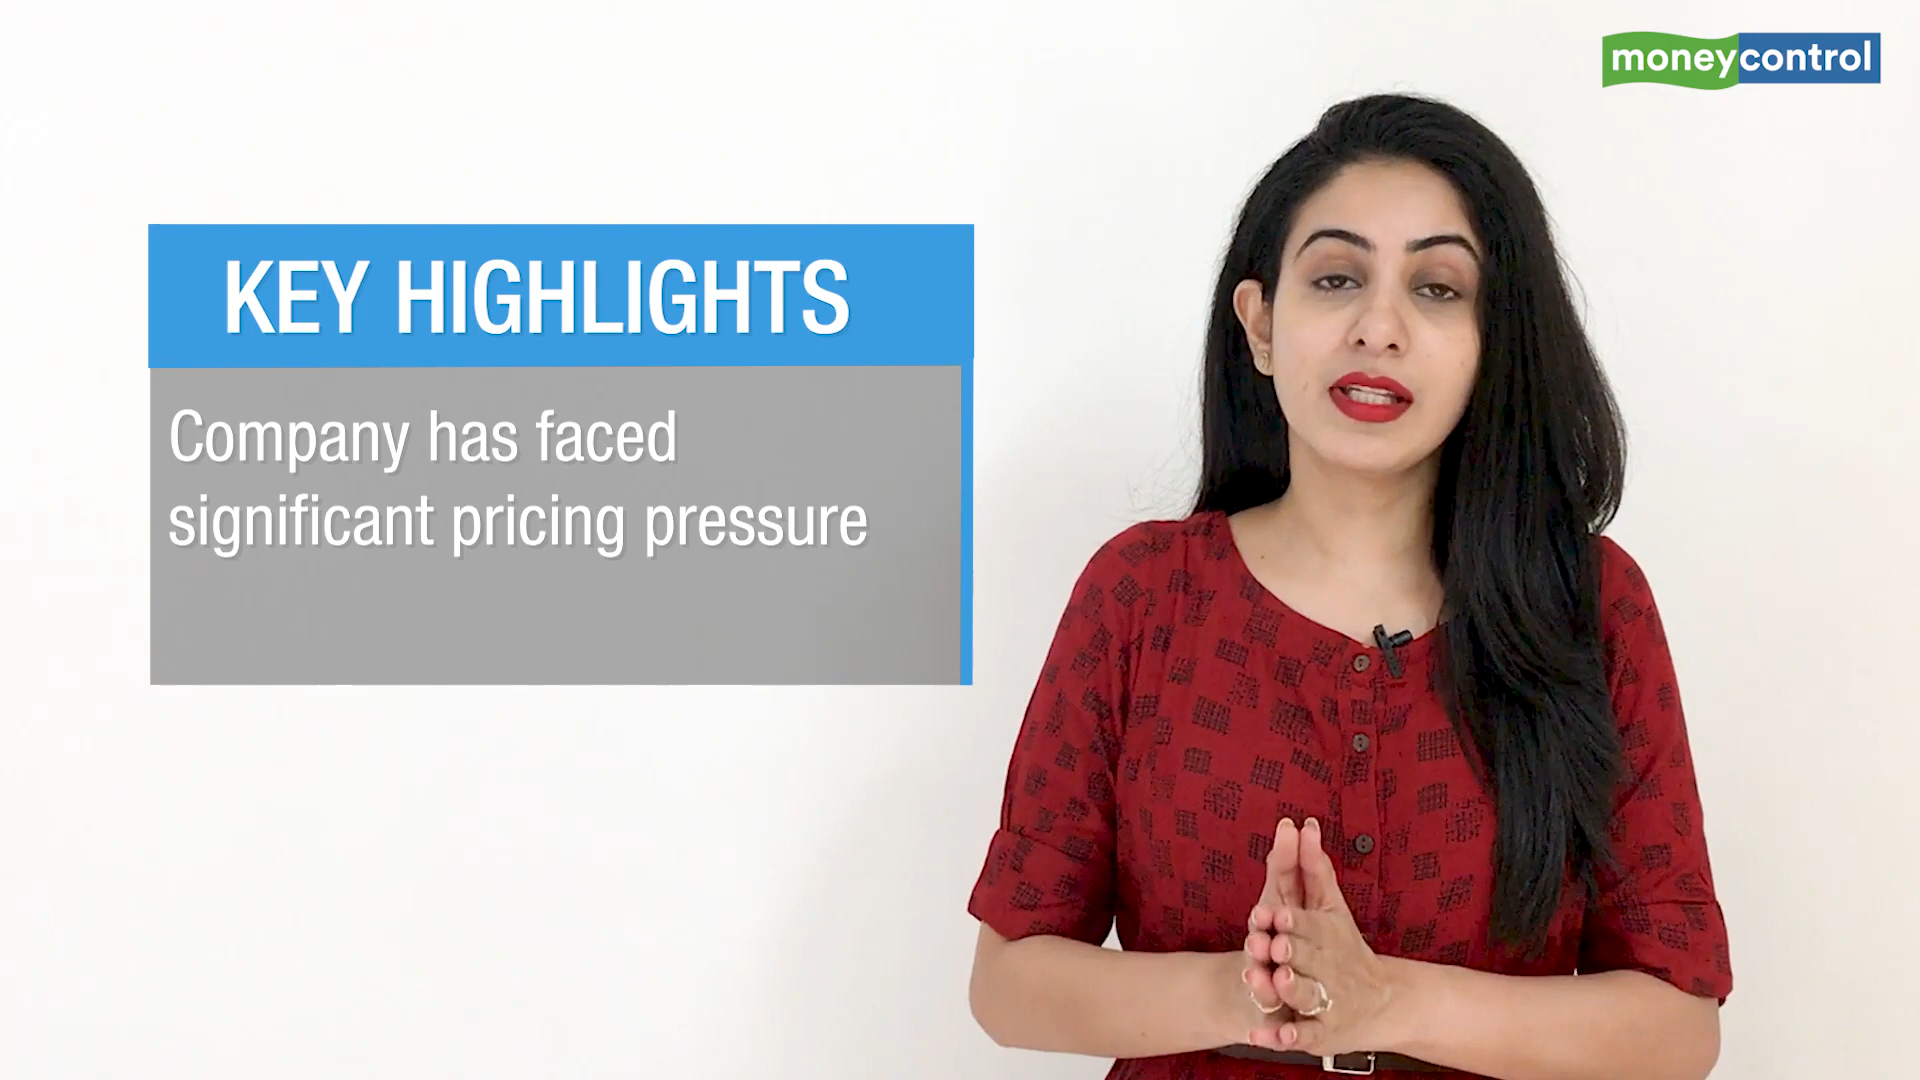 moneycontrol
KEY HIGHLIGHTS
Company has faced
significant pricing pressure